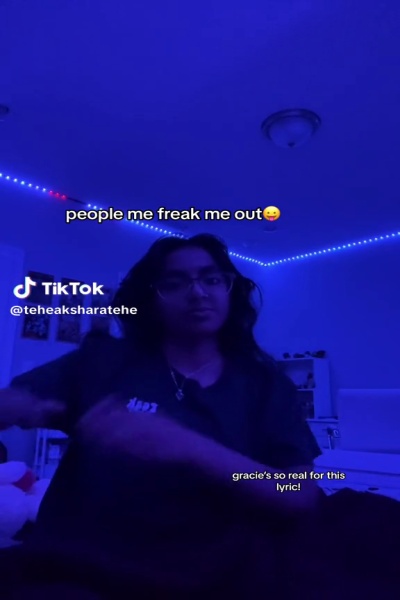 people me freak me out😛
TikTok
@teheaksharatehe
gracie's so real for this
lyric!